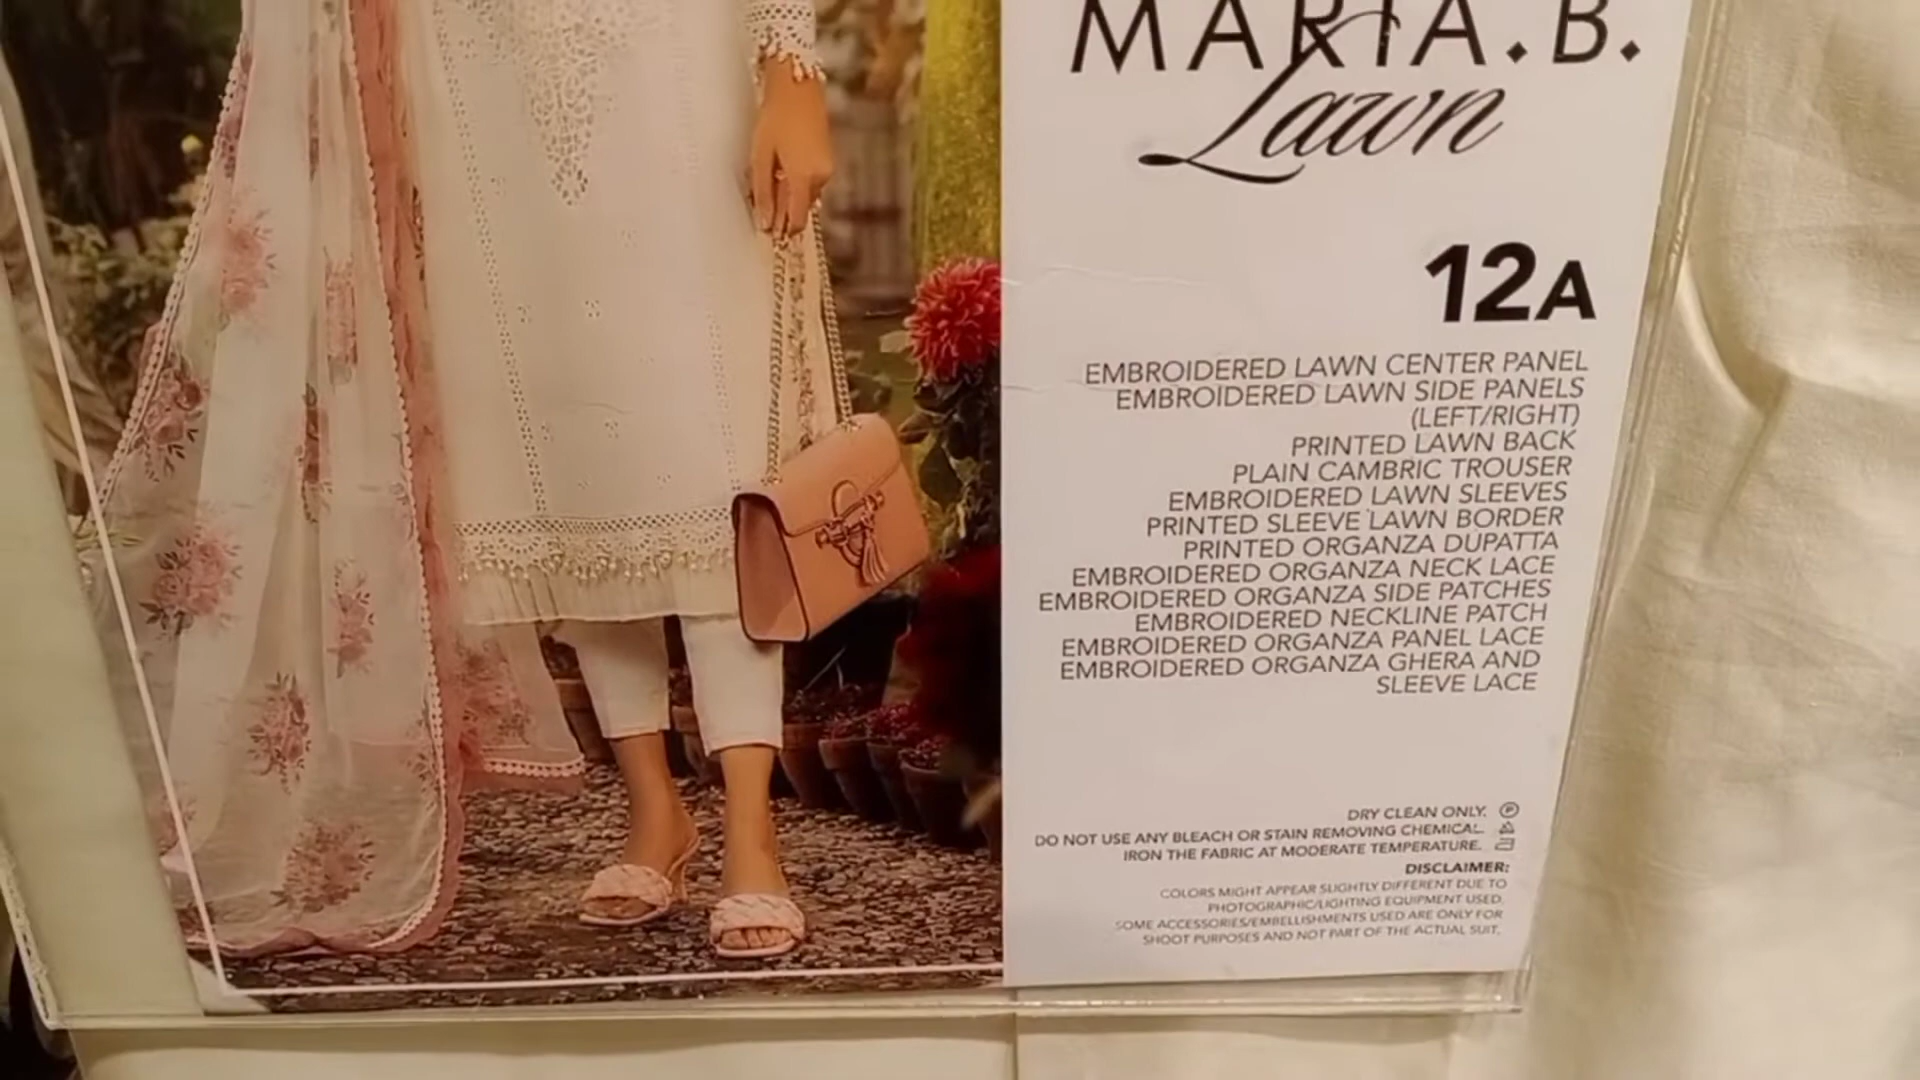 MARIA.B.
Lawn
12A
EMBROIDERED LAWN CENTER PANEL
EMBROIDERED LAWN SIDE PANELS
(LEFT/RIGHT)
PRINTED LAWN BACK
PLAIN CAMBRIC TROUSER
EMBROIDERED LAWN SLEEVES
PRINTED SLEEVE LAWN BORDER
PRINTED ORGANZA DUPATTA
EMBROIDERED ORGANZA NECK LACE
EMBROIDERED ORGANZA SIDE PATCHES
EMBROIDERED NECKLINE PATCH
EMBROIDERED ORGANZA PANEL LACE
EMBROIDERED ORGANZA GHERA AND
SLEEVE LACE
DRY CLEAN ONLY.
DO NOT USE ANY BLEACH OR STAIN REMOVING CHEMICAL.
IRON THE FABRIC AT MODERATE TEMPERATURE.
DISCLAIMER:
COLORS MIGHT APPEAR SLIGHTLY DIFFERENT DUE TO
PHOTOGRAPHIC/LIGHTING EQUIPMENT USED.
SOME ACCESSORIES/EMBELLISHMENTS USED ARE ONLY FOR
SHOOT PURPOSES AND NOT PART OF THE ACTUAL SUIT.